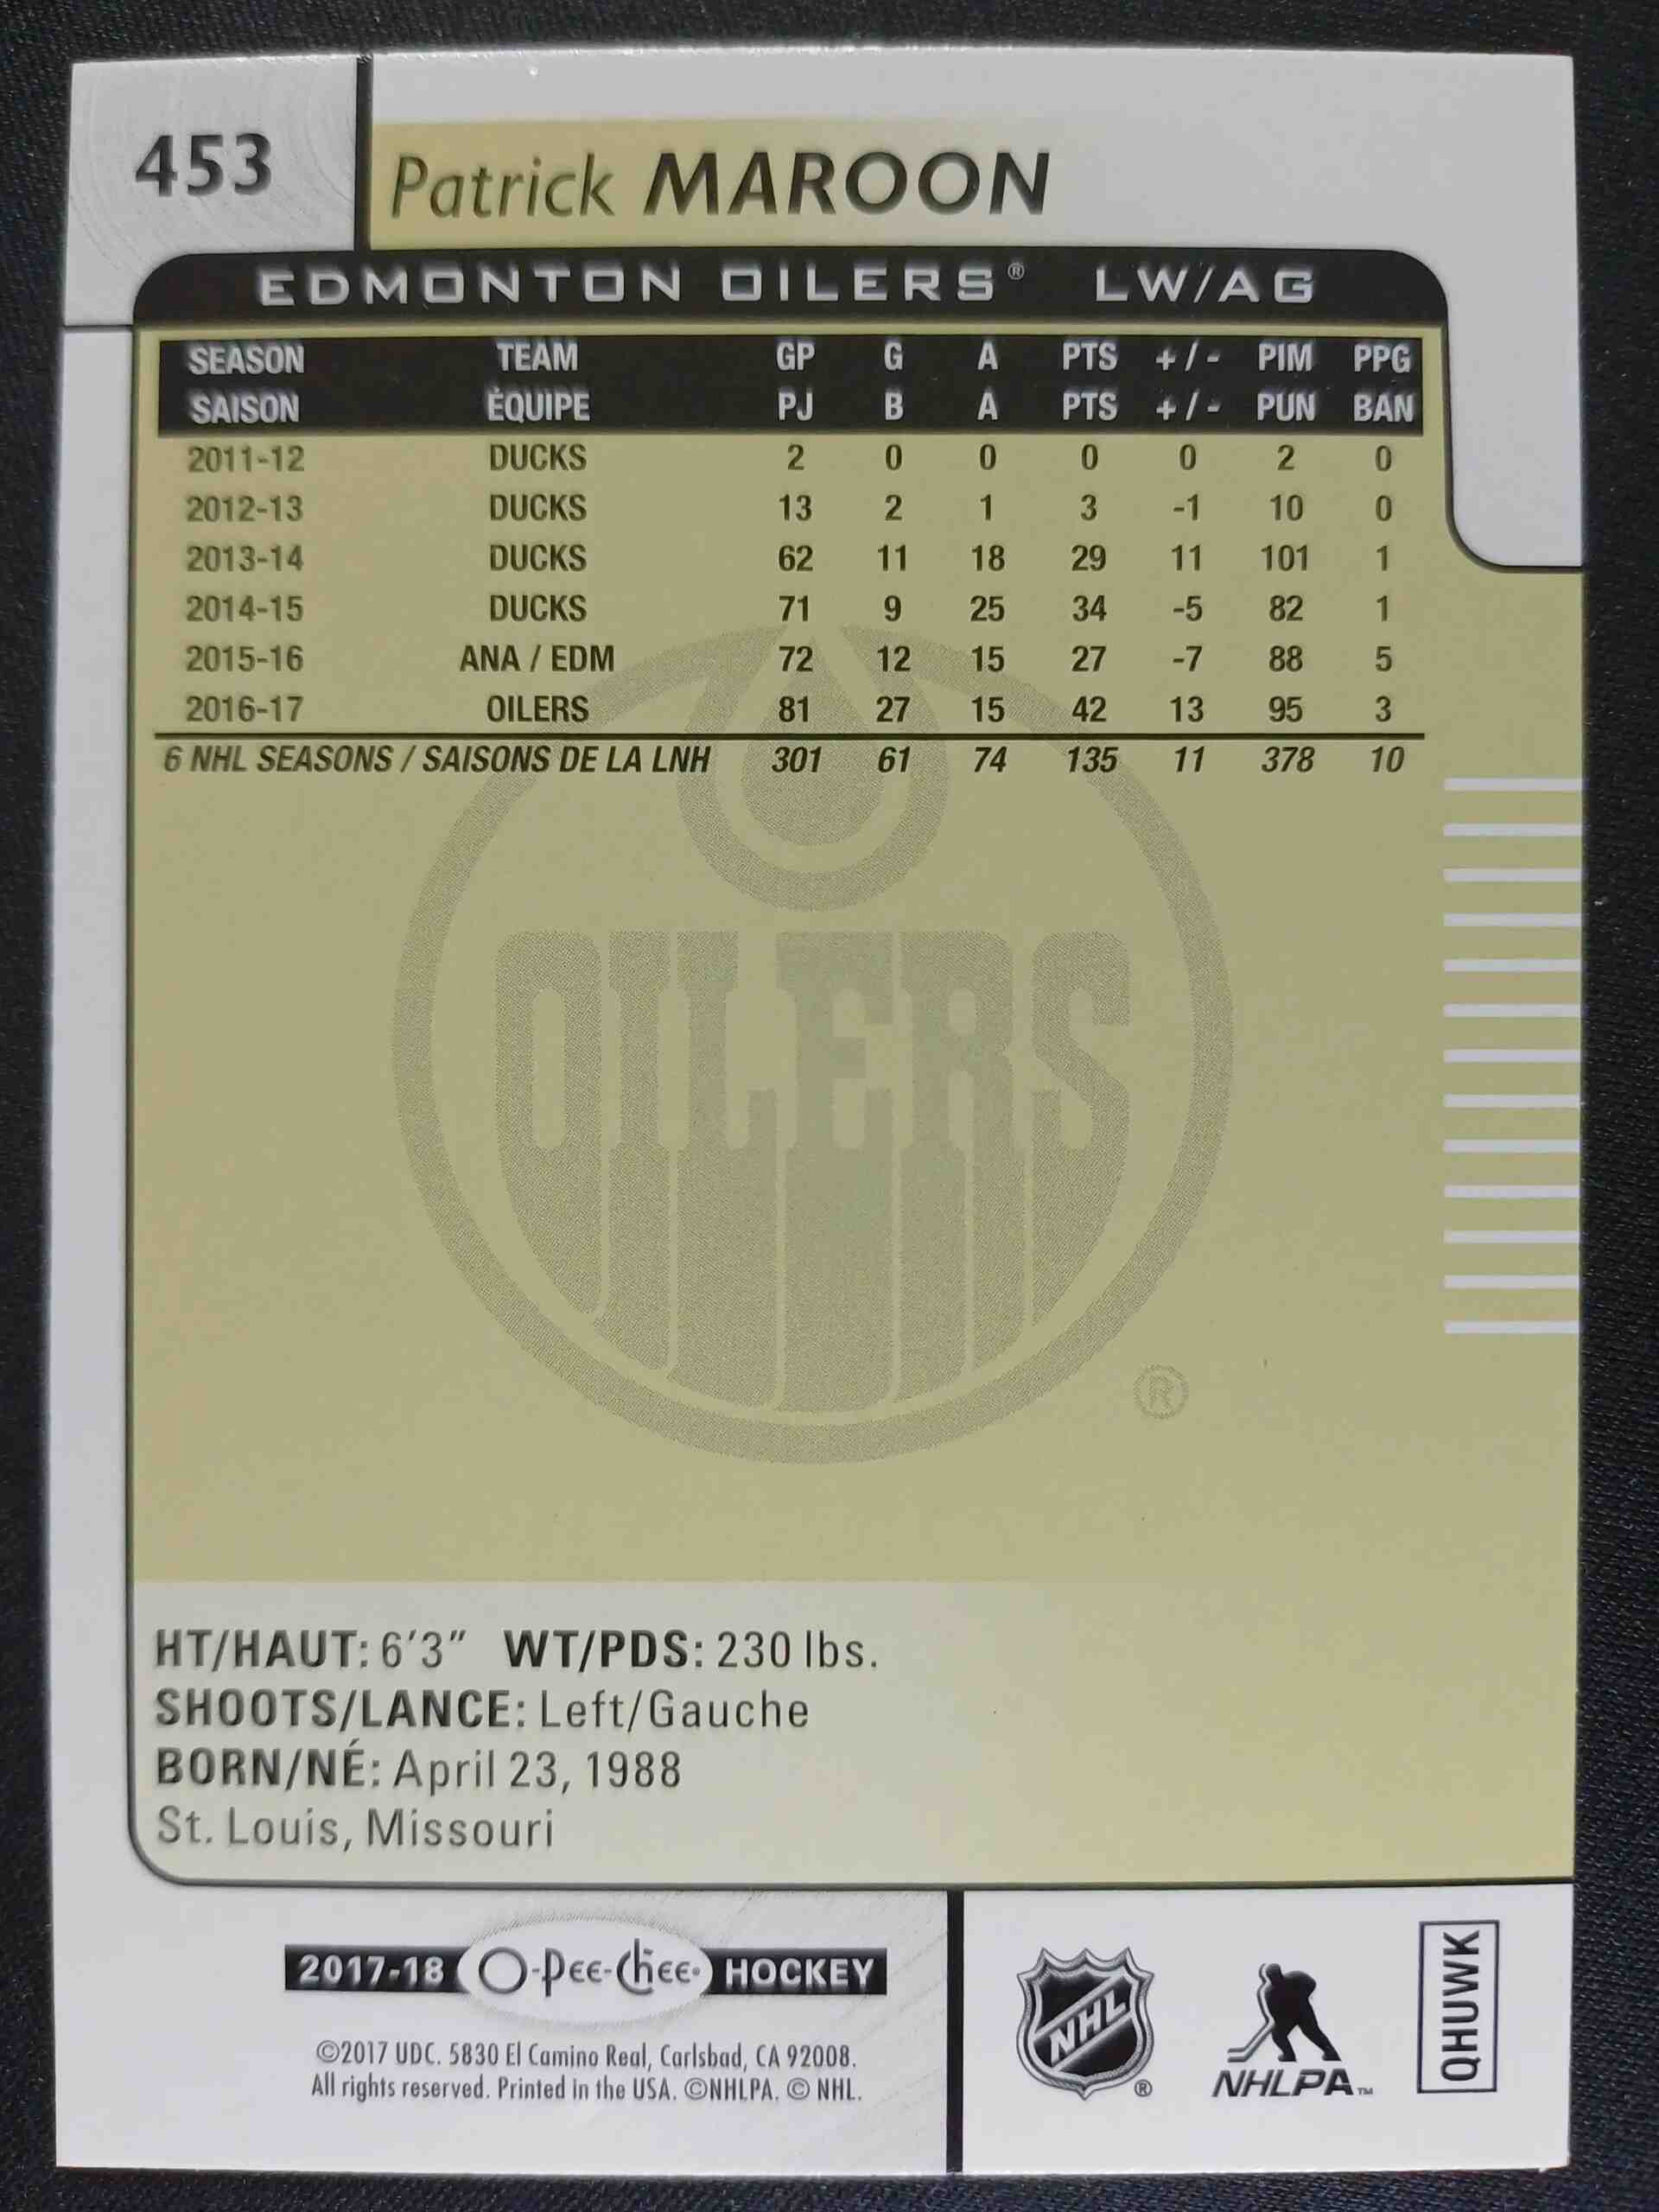 453
Patrick MAROON
EDMONTON OILERS® LW/AG
SEASON TEAM GP G A PTS +/- PIM PPG
SAISON ÉQUIPE PJ B A PTS +/- PUN BAN
2011-12 DUCKS 2 0 0 0 0 2 0
2012-13 DUCKS 13 2 1 3 -1 10 0
2013-14 DUCKS 62 11 18 29 11 101 1
2014-15 DUCKS 71 9 25 34 -5 82 1
2015-16 ANA / EDM 72 12 15 27 -7 88 5
2016-17 OILERS 81 27 15 42 13 95 3
6 NHL SEASONS / SAISONS DE LA LNH 301 61 74 135 11 378 10
OILERS
®
HT/HAUT: 6'3" WT/PDS: 230 lbs.
SHOOTS/LANCE: Left/Gauche
BORN/NÉ: April 23, 1988
St. Louis, Missouri
2017-18 O-Pee-Chee® HOCKEY
©2017 UDC. 5830 El Camino Real, Carlsbad, CA 92008.
All rights reserved. Printed in the USA. ©NHLPA. © NHL.
NHL ®
NHLPA™
QHUWK